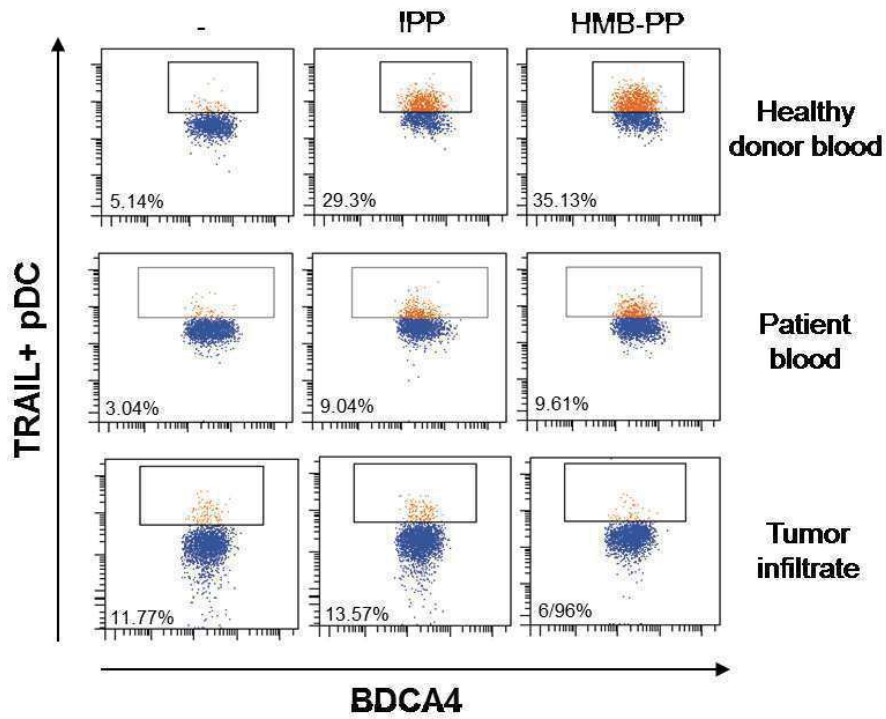 -
IPP
HMB-PP
5.14%
29.3%
35.13%
Healthy
donor blood
3.04%
9.04%
9.61%
Patient
blood
11.77%
13.57%
6/96%
Tumor
infiltrate
TRAIL+ pDC
BDCA4